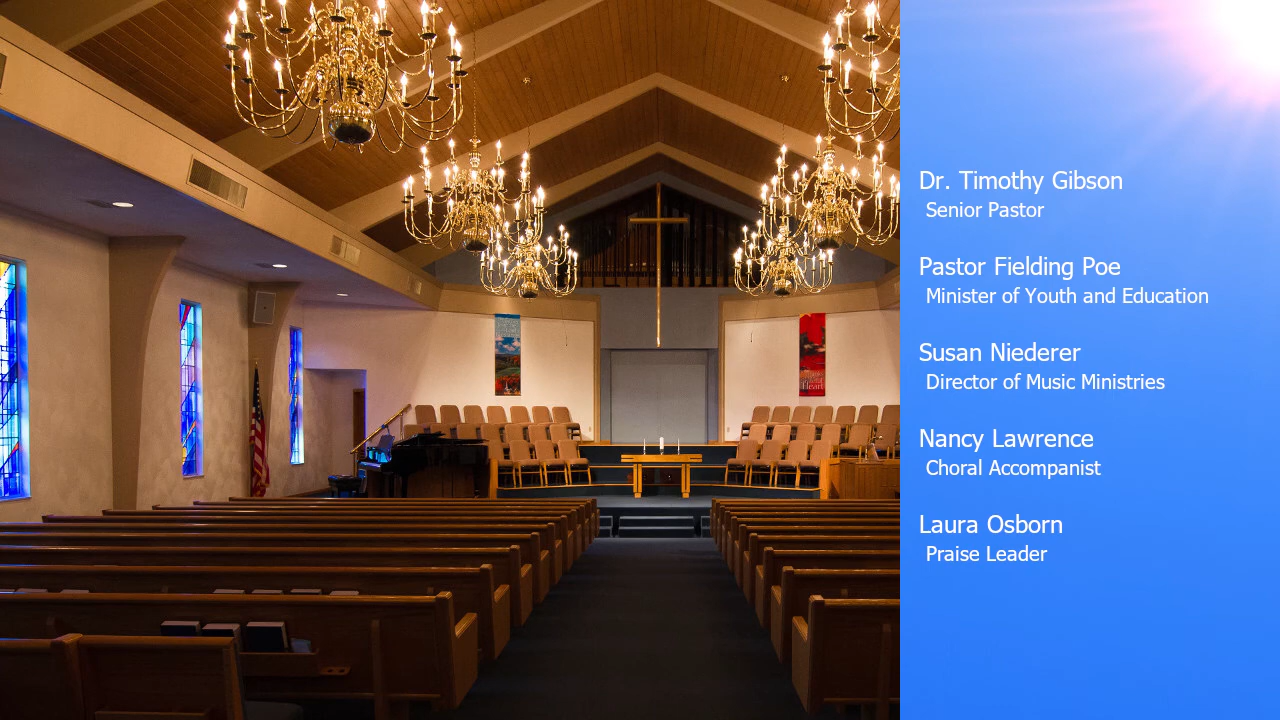 Dr. Timothy Gibson
Senior Pastor
Pastor Fielding Poe
Minister of Youth and Education
Susan Niederer
Director of Music Ministries
Nancy Lawrence
Choral Accompanist
Laura Osborn
Praise Leader
Heart